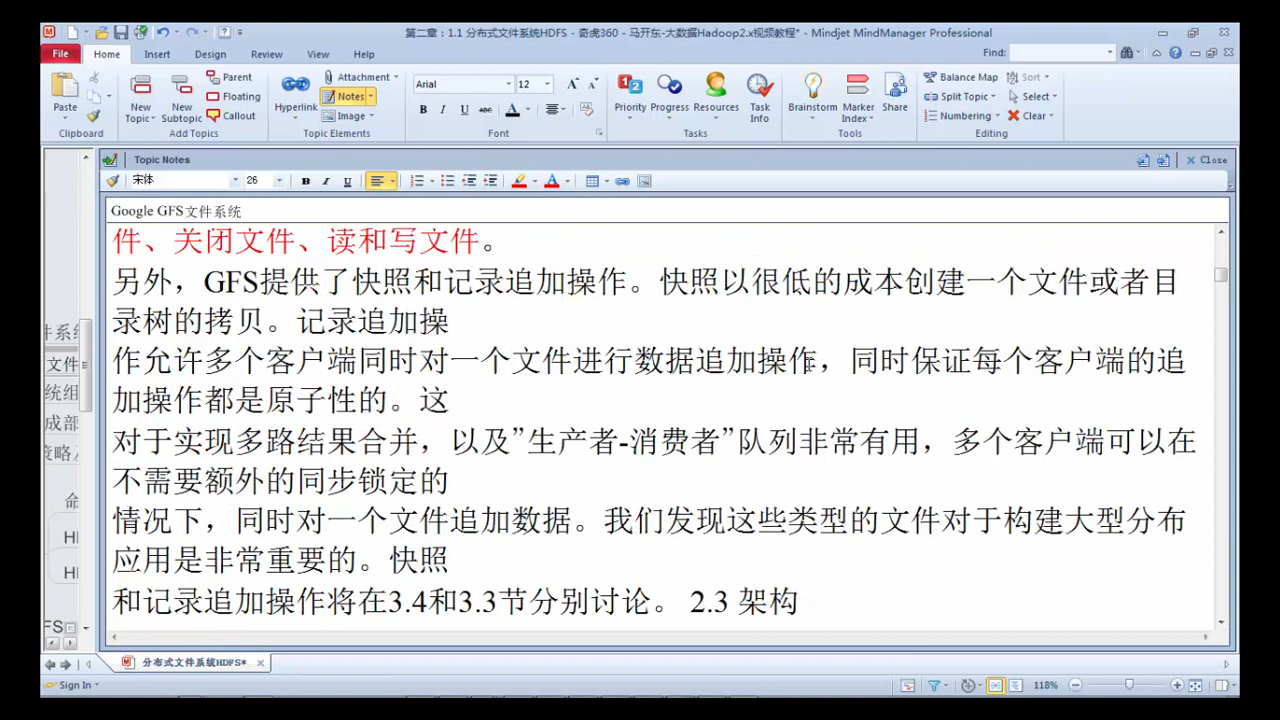 第二章：1.1 分布式文件系统HDFS - 奇虎360 - 马开东-大数据Hadoop2.x视频教程* - Mindjet MindManager Professional
File Home Insert Design Review View Help Find:
Paste
Clipboard
New Topic
New Subtopic
Parent
Floating
Callout
Add Topics
Hyperlink
Attachment
Notes
Image
Topic Elements
Arial 12
B I U abc A
Font
Priority
Progress
Resources
Task Info
Tasks
Brainstorm
Marker Index
Share
Tools
Balance Map
Split Topic
Numbering
Sort
Select
Clear
Editing
Topic Notes Close
宋体 26 B I U A
Google GFS文件系统
件、关闭文件、读和写文件。
另外，GFS提供了快照和记录追加操作。快照以很低的成本创建一个文件或者目
录树的拷贝。记录追加操
作允许多个客户端同时对一个文件进行数据追加操作，同时保证每个客户端的追
加操作都是原子性的。这
对于实现多路结果合并，以及”生产者-消费者”队列非常有用，多个客户端可以在
不需要额外的同步锁定的
情况下，同时对一个文件追加数据。我们发现这些类型的文件对于构建大型分布
应用是非常重要的。快照
和记录追加操作将在3.4和3.3节分别讨论。 2.3 架构
件系统
文件
统组
成部
策略及
命
HI
HI
FS
分布式文件系统HDFS*
Sign In 118%